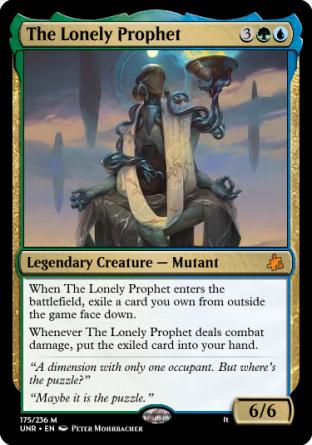 The Lonely Prophet 3
Legendary Creature — Mutant
When The Lonely Prophet enters the
battlefield, exile a card you own from outside
the game face down.
Whenever The Lonely Prophet deals combat
damage, put the exiled card into your hand.
“A dimension with only one occupant. But where’s
the puzzle?”
“Maybe it is the puzzle.”
6/6
175/236 M It
UNR • EN Peter Mohrbacher